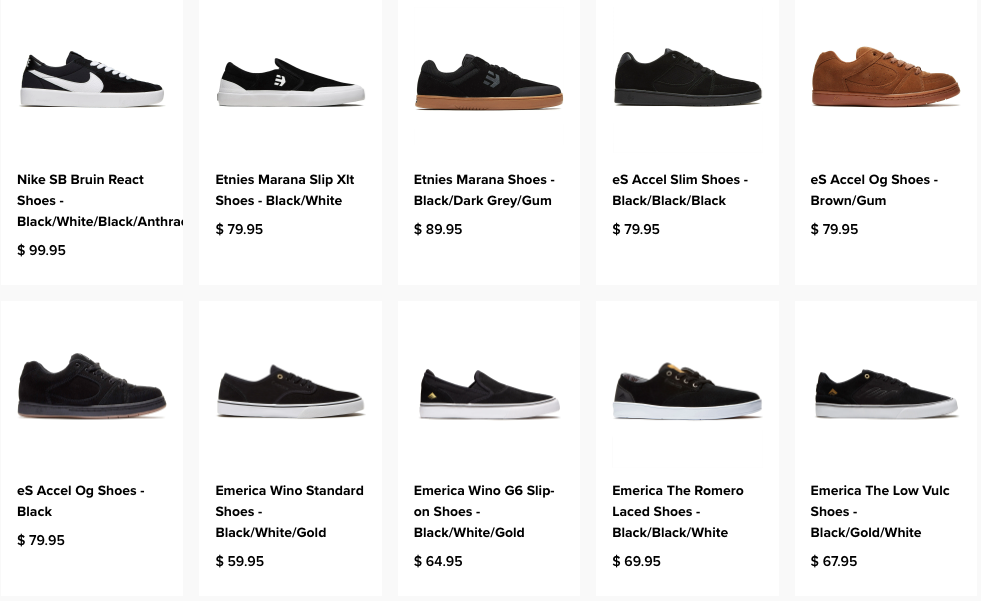 Nike SB Bruin React
Shoes -
Black/White/Black/Anthra
$ 99.95
Etnies Marana Slip Xlt
Shoes - Black/White
$ 79.95
Etnies Marana Shoes -
Black/Dark Grey/Gum
$ 89.95
eS Accel Slim Shoes -
Black/Black/Black
$ 79.95
eS Accel Og Shoes -
Brown/Gum
$ 79.95
eS Accel Og Shoes -
Black
$ 79.95
Emerica Wino Standard
Shoes -
Black/White/Gold
$ 59.95
Emerica Wino G6 Slip-
on Shoes -
Black/White/Gold
$ 64.95
Emerica The Romero
Laced Shoes -
Black/Black/White
$ 69.95
Emerica The Low Vulc
Shoes -
Black/Gold/White
$ 67.95